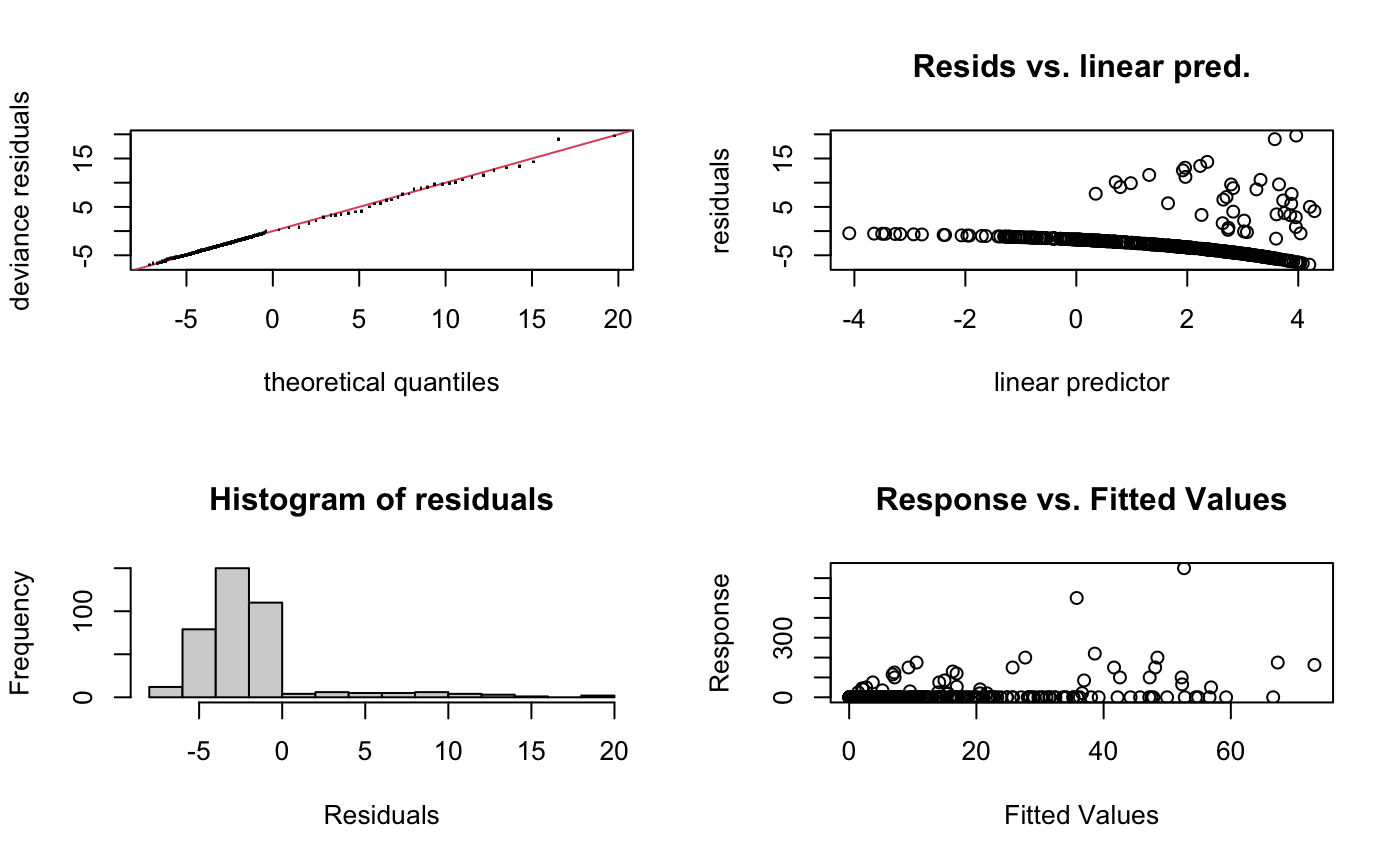 deviance residuals
-5 5 15
-5 0 5 10 15 20
theoretical quantiles
Resids vs. linear pred.
residuals
-5 5 15
-4 -2 0 2 4
linear predictor
Histogram of residuals
Frequency
0 100
-5 0 5 10 15 20
Residuals
Response vs. Fitted Values
Response
0 300
0 20 40 60
Fitted Values